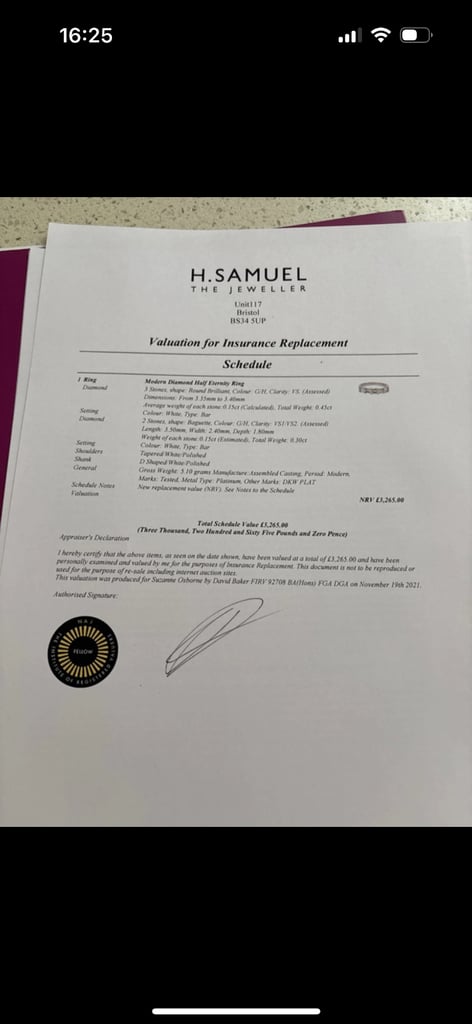 16:25
H.SAMUEL
THE JEWELLER
Unit117
Bristol
BS34 5UP
Valuation for Insurance Replacement
Schedule
1 Ring Modern Diamond Half Eternity Ring
Diamond 3 Stones, shape: Round Brilliant, Colour: G/H, Clarity: VS. (Assessed)
Dimensions: From 3.35mm to 3.40mm
Average weight of each stone:0.15ct (Calculated), Total Weight: 0.45ct
Setting Colour: White, Type: Bar
Diamond 2 Stones, shape: Baguette, Colour: G/H, Clarity: VS1/VS2. (Assessed)
Length: 3.50mm, Width: 2.40mm, Depth: 1.80mm
Weight of each stone:0.15ct (Estimated), Total Weight: 0.30ct
Setting Colour: White, Type: Bar
Shoulders Tapered White/Polished
Shank D Shaped White/Polished
General Gross Weight: 5.10 grams Manufacture:Assembled Casting, Period: Modern,
Marks: Tested, Metal Type: Platinum, Other Marks: DKW PLAT
Schedule Notes New replacement value (NRV). See Notes to the Schedule
Valuation NRV £3,265.00
Total Schedule Value £3,265.00
(Three Thousand, Two Hundred and Sixty Five Pounds and Zero Pence)
Appraiser's Declaration
I hereby certify that the above items, as seen on the date shown, have been valued at a total of £3,265.00 and have been
personally examined and valued by me for the purposes of Insurance Replacement. This document is not to be reproduced or
used for the purpose of re-sale including internet auction sites.
This valuation was produced for Suzanne Osborne by David Baker FIRV 92708 BA(Hons) FGA DGA on November 19th 2021.
Authorised Signature:
NAJ
FELLOW
THE INSTITUTE OF REGISTERED VALUERS